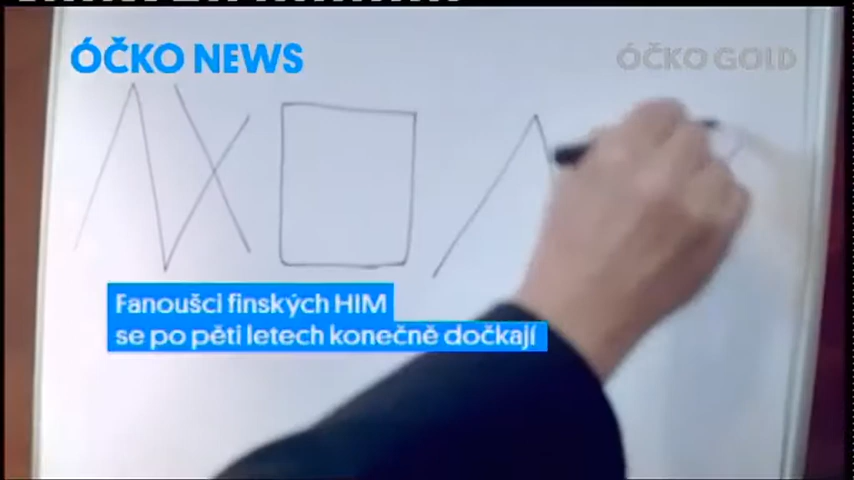 ÓČKO NEWS
ÓČKO GOLD
Fanoušci finských HIM
se po pěti letech konečně dočkají